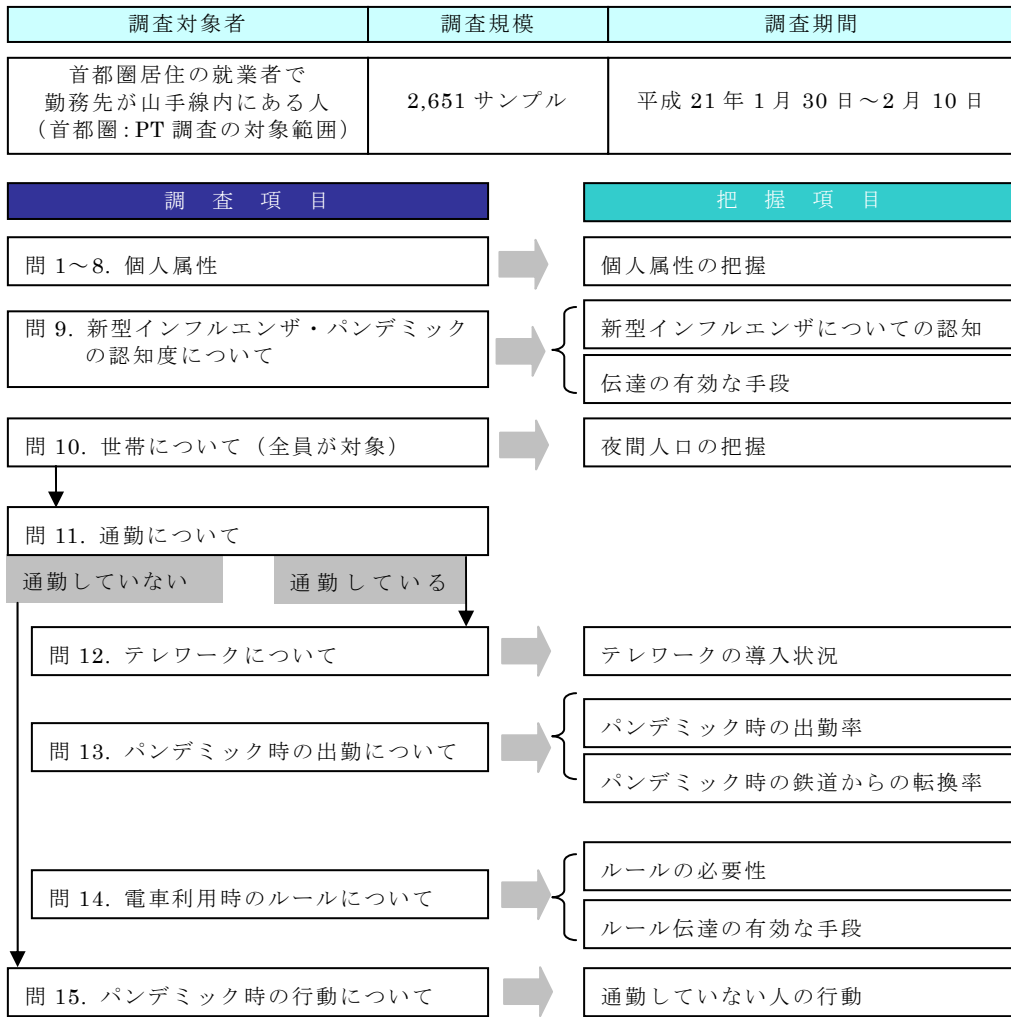 調査対象者
調査規模
調査期間
首都圏居住の就業者で
勤務先が山手線内にある人
（首都圏：PT 調査の対象範囲）
2,651 サンプル
平成 21 年 1 月 30 日～2 月 10 日
調査項目
把握項目
問 1～8. 個人属性
個人属性の把握
問 9. 新型インフルエンザ・パンデミック
の認知度について
新型インフルエンザについての認知
伝達の有効な手段
問 10. 世帯について（全員が対象）
夜間人口の把握
問 11. 通勤について
通勤していない
通勤している
問 12. テレワークについて
テレワークの導入状況
問 13. パンデミック時の出勤について
パンデミック時の出勤率
パンデミック時の鉄道からの転換率
問 14. 電車利用時のルールについて
ルールの必要性
ルール伝達の有効な手段
問 15. パンデミック時の行動について
通勤していない人の行動